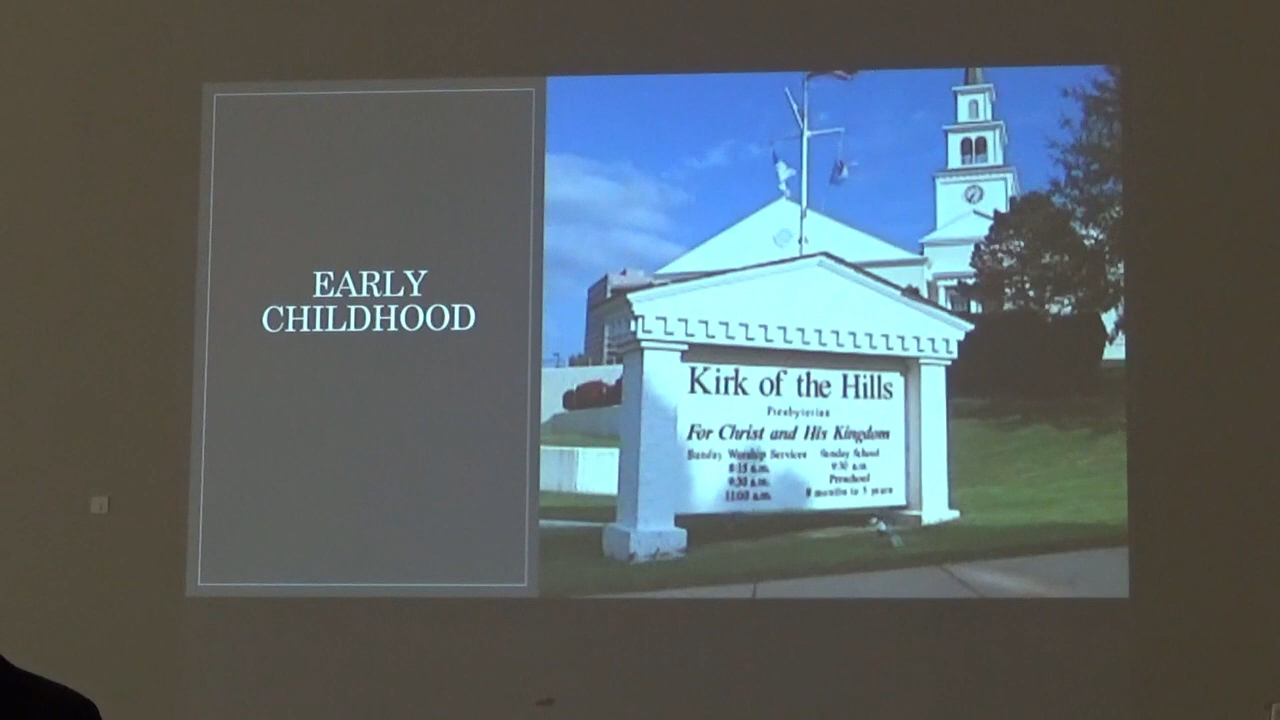 EARLY
CHILDHOOD
Kirk of the Hills
Presbyterian
For Christ and His Kingdom
Sunday Worship Services
8:15 a.m.
9:30 a.m.
11:00 a.m.
Sunday School
9:30 a.m.
Preschool
8 months to 5 years